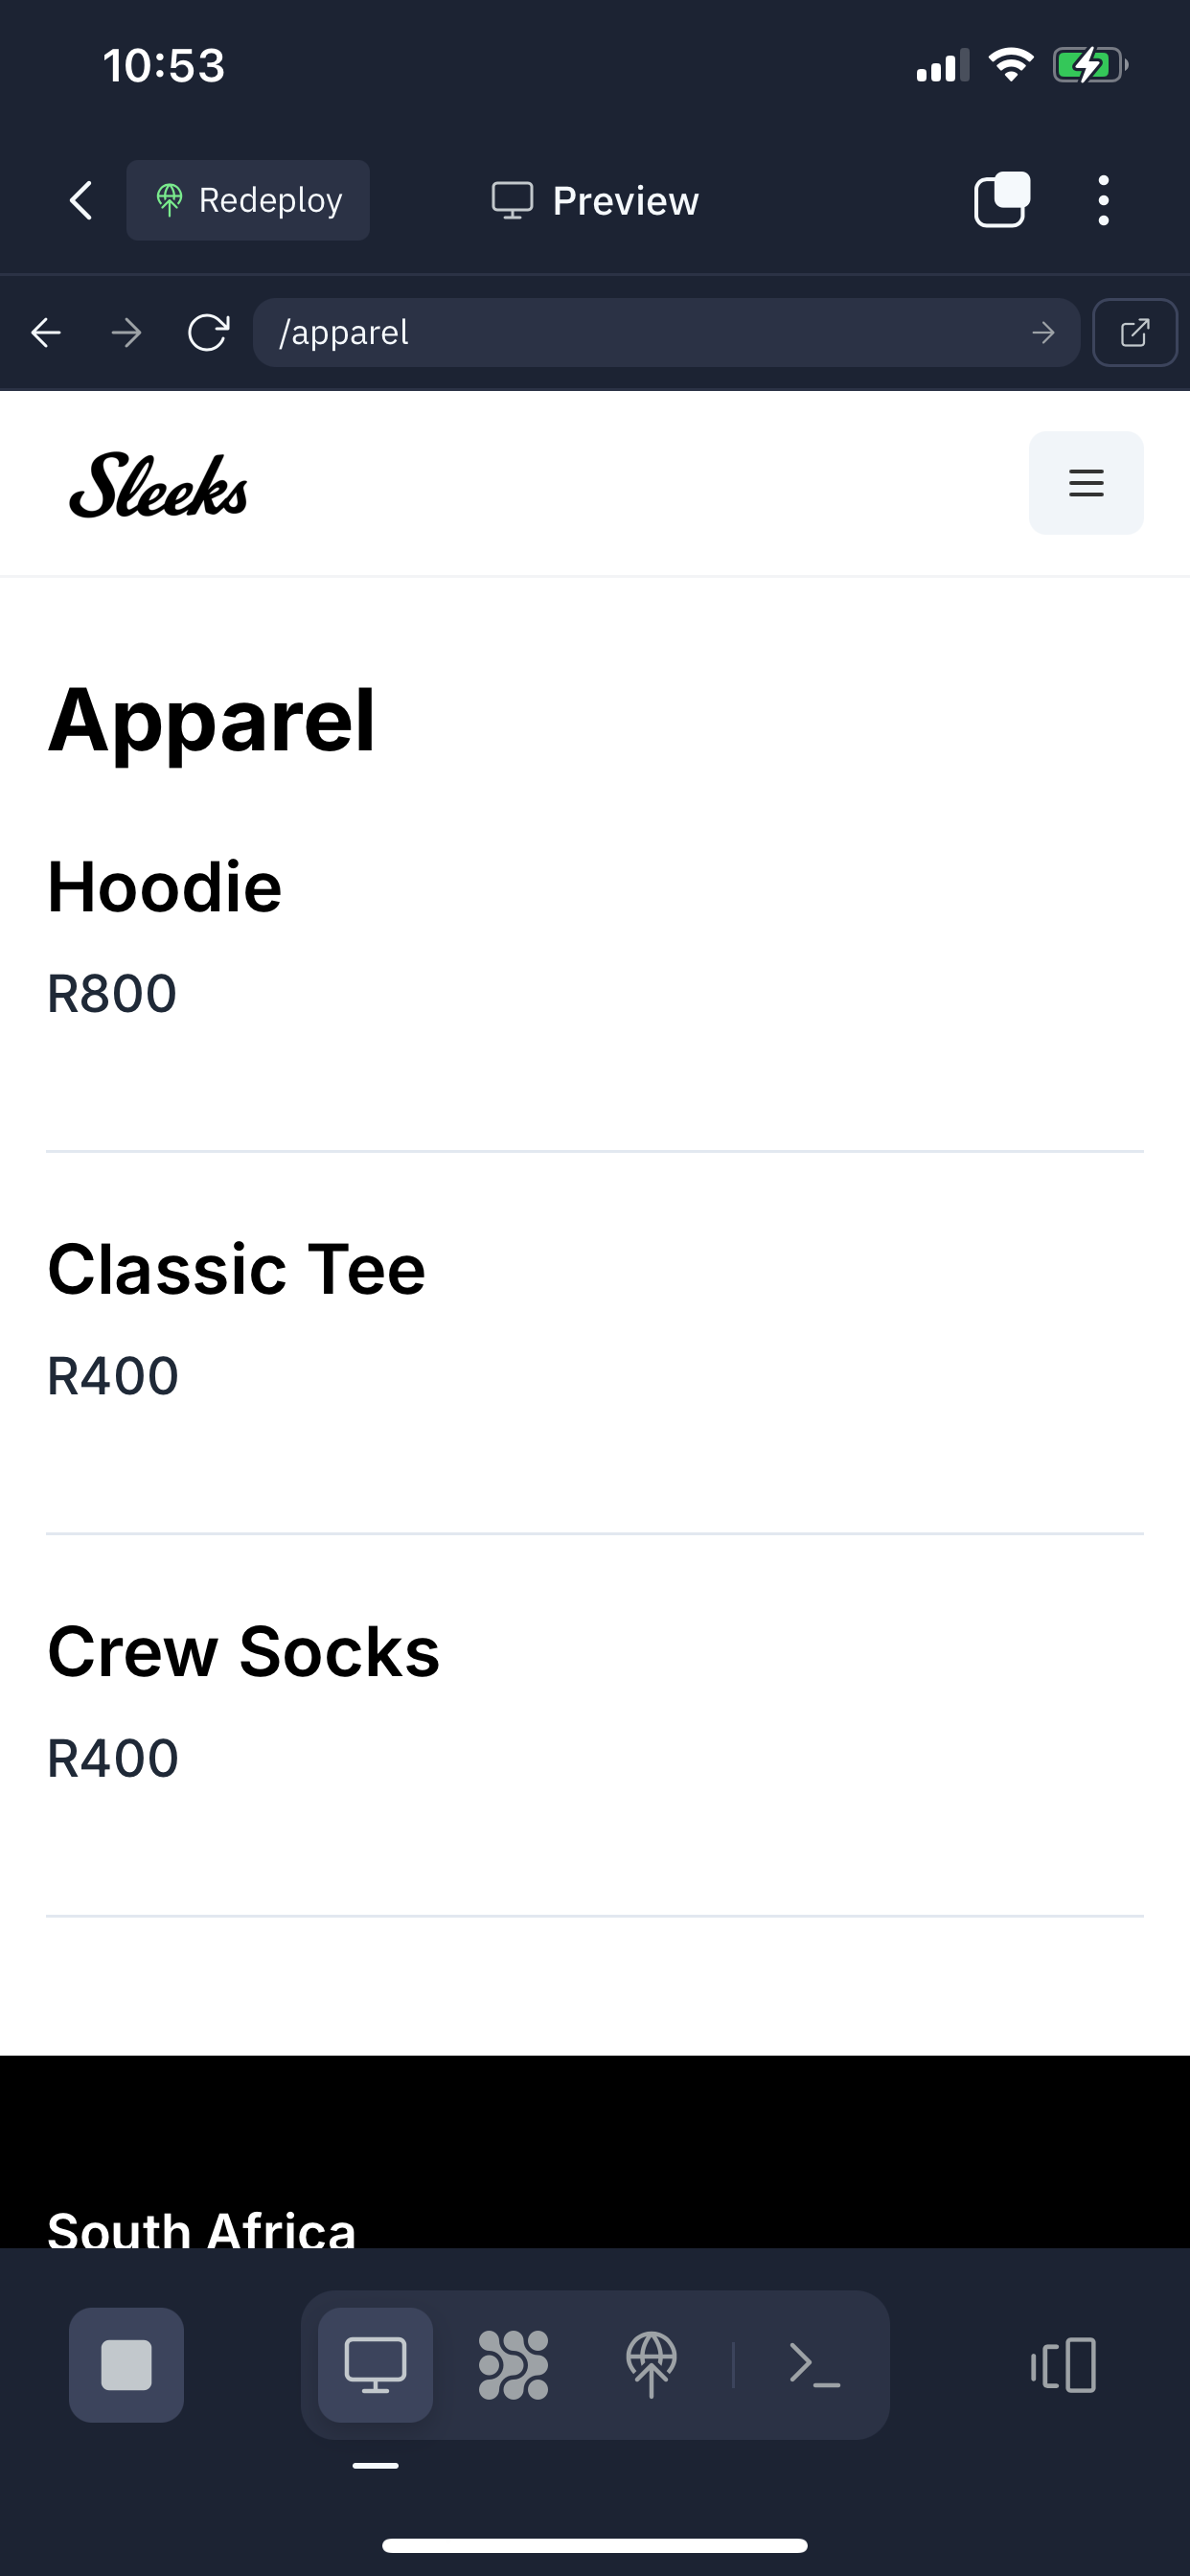 10:53
Redeploy
Preview
/apparel
Sleeks
Apparel
Hoodie
R800
Classic Tee
R400
Crew Socks
R400
South Africa